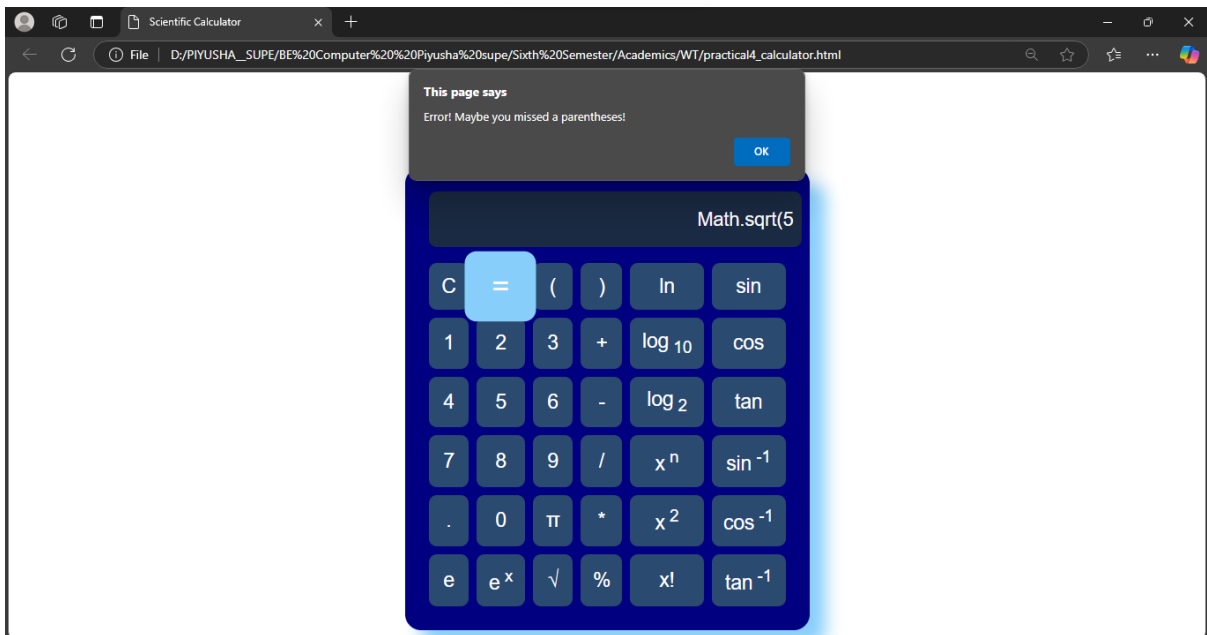 Scientific Calculator
File D:/PIYUSHA__SUPE/BE%20Computer%20%20Piyusha%20supe/Sixth%20Semester/Academics/WT/practical4_calculator.html
This page says
Error! Maybe you missed a parentheses!
OK
Math.sqrt(5
C = ( ) ln sin
1 2 3 + log 10 cos
4 5 6 - log 2 tan
7 8 9 / x n sin -1
. 0 π * x 2 cos -1
e e x √ % x! tan -1